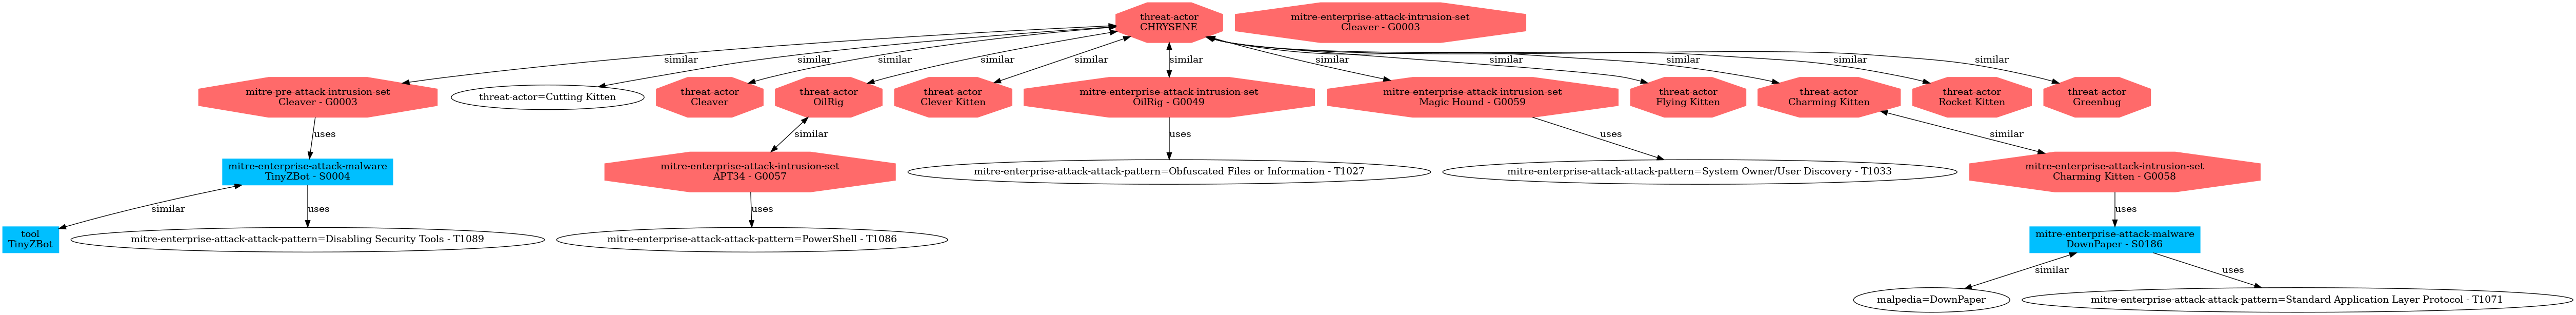 threat-actor
CHRYSENE
mitre-enterprise-attack-intrusion-set
Cleaver - G0003
similar
similar
similar
similar
similar
similar
similar
similar
similar
similar
similar
mitre-pre-attack-intrusion-set
Cleaver - G0003
threat-actor=Cutting Kitten
threat-actor
Cleaver
threat-actor
OilRig
threat-actor
Clever Kitten
mitre-enterprise-attack-intrusion-set
OilRig - G0049
mitre-enterprise-attack-intrusion-set
Magic Hound - G0059
threat-actor
Flying Kitten
threat-actor
Charming Kitten
threat-actor
Rocket Kitten
threat-actor
Greenbug
uses
similar
uses
uses
similar
mitre-enterprise-attack-malware
TinyZBot - S0004
mitre-enterprise-attack-intrusion-set
APT34 - G0057
mitre-enterprise-attack-attack-pattern=Obfuscated Files or Information - T1027
mitre-enterprise-attack-attack-pattern=System Owner/User Discovery - T1033
mitre-enterprise-attack-intrusion-set
Charming Kitten - G0058
similar
uses
uses
uses
tool
TinyZBot
mitre-enterprise-attack-attack-pattern=Disabling Security Tools - T1089
mitre-enterprise-attack-attack-pattern=PowerShell - T1086
mitre-enterprise-attack-malware
DownPaper - S0186
similar
uses
malpedia=DownPaper
mitre-enterprise-attack-attack-pattern=Standard Application Layer Protocol - T1071